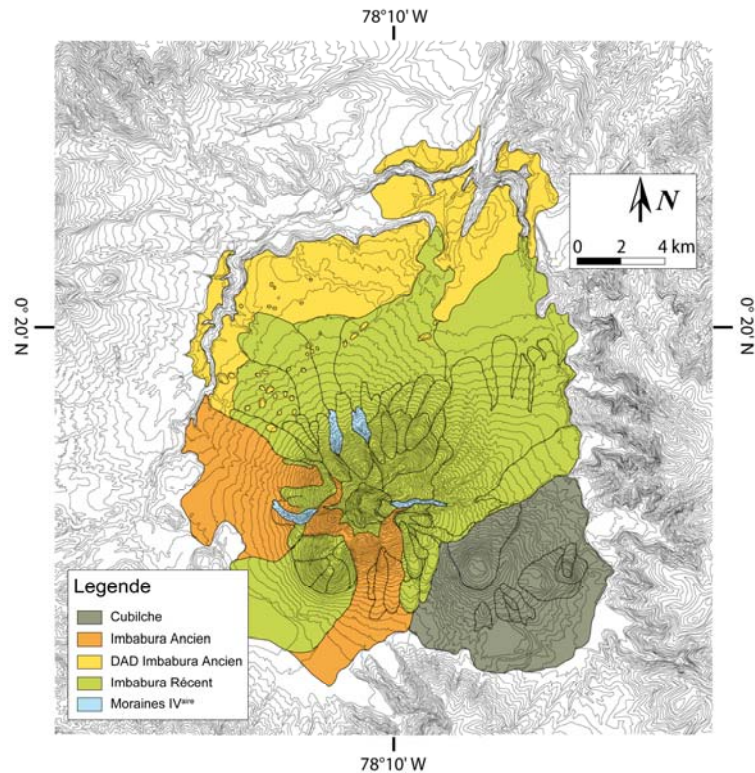 78°10' W
N
0 2 4 km
0° 20' N
0° 20' N
Legende
Cubilche
Imbabura Ancien
DAD Imbabura Ancien
Imbabura Récent
Moraines IVaire
78°10' W